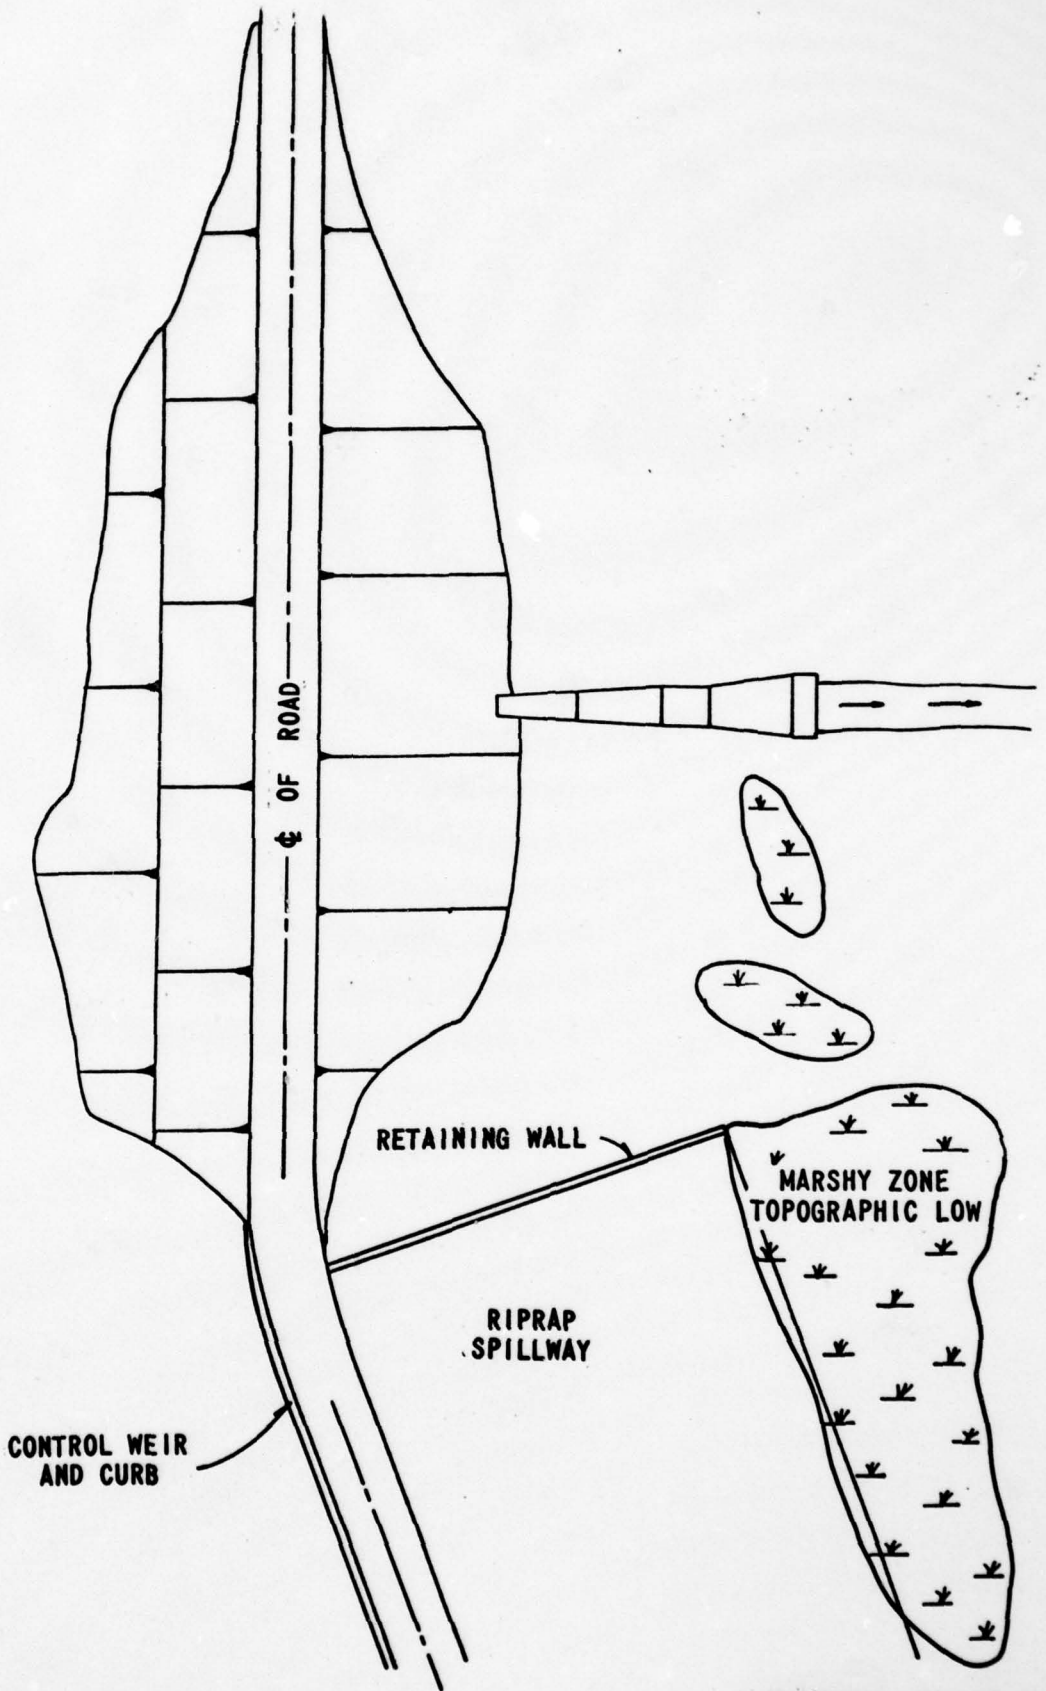 ℄ OF ROAD
RETAINING WALL
MARSHY ZONE
TOPOGRAPHIC LOW
RIPRAP
SPILLWAY
CONTROL WEIR
AND CURB